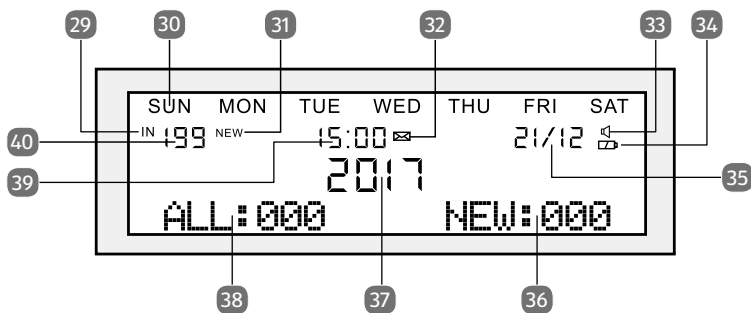 29 30 31 32 33 34
SUN MON TUE WED THU FRI SAT
IN 199 NEW 15:00 21/12
40
39
2017
35
ALL:000 NEW:000
38 37 36